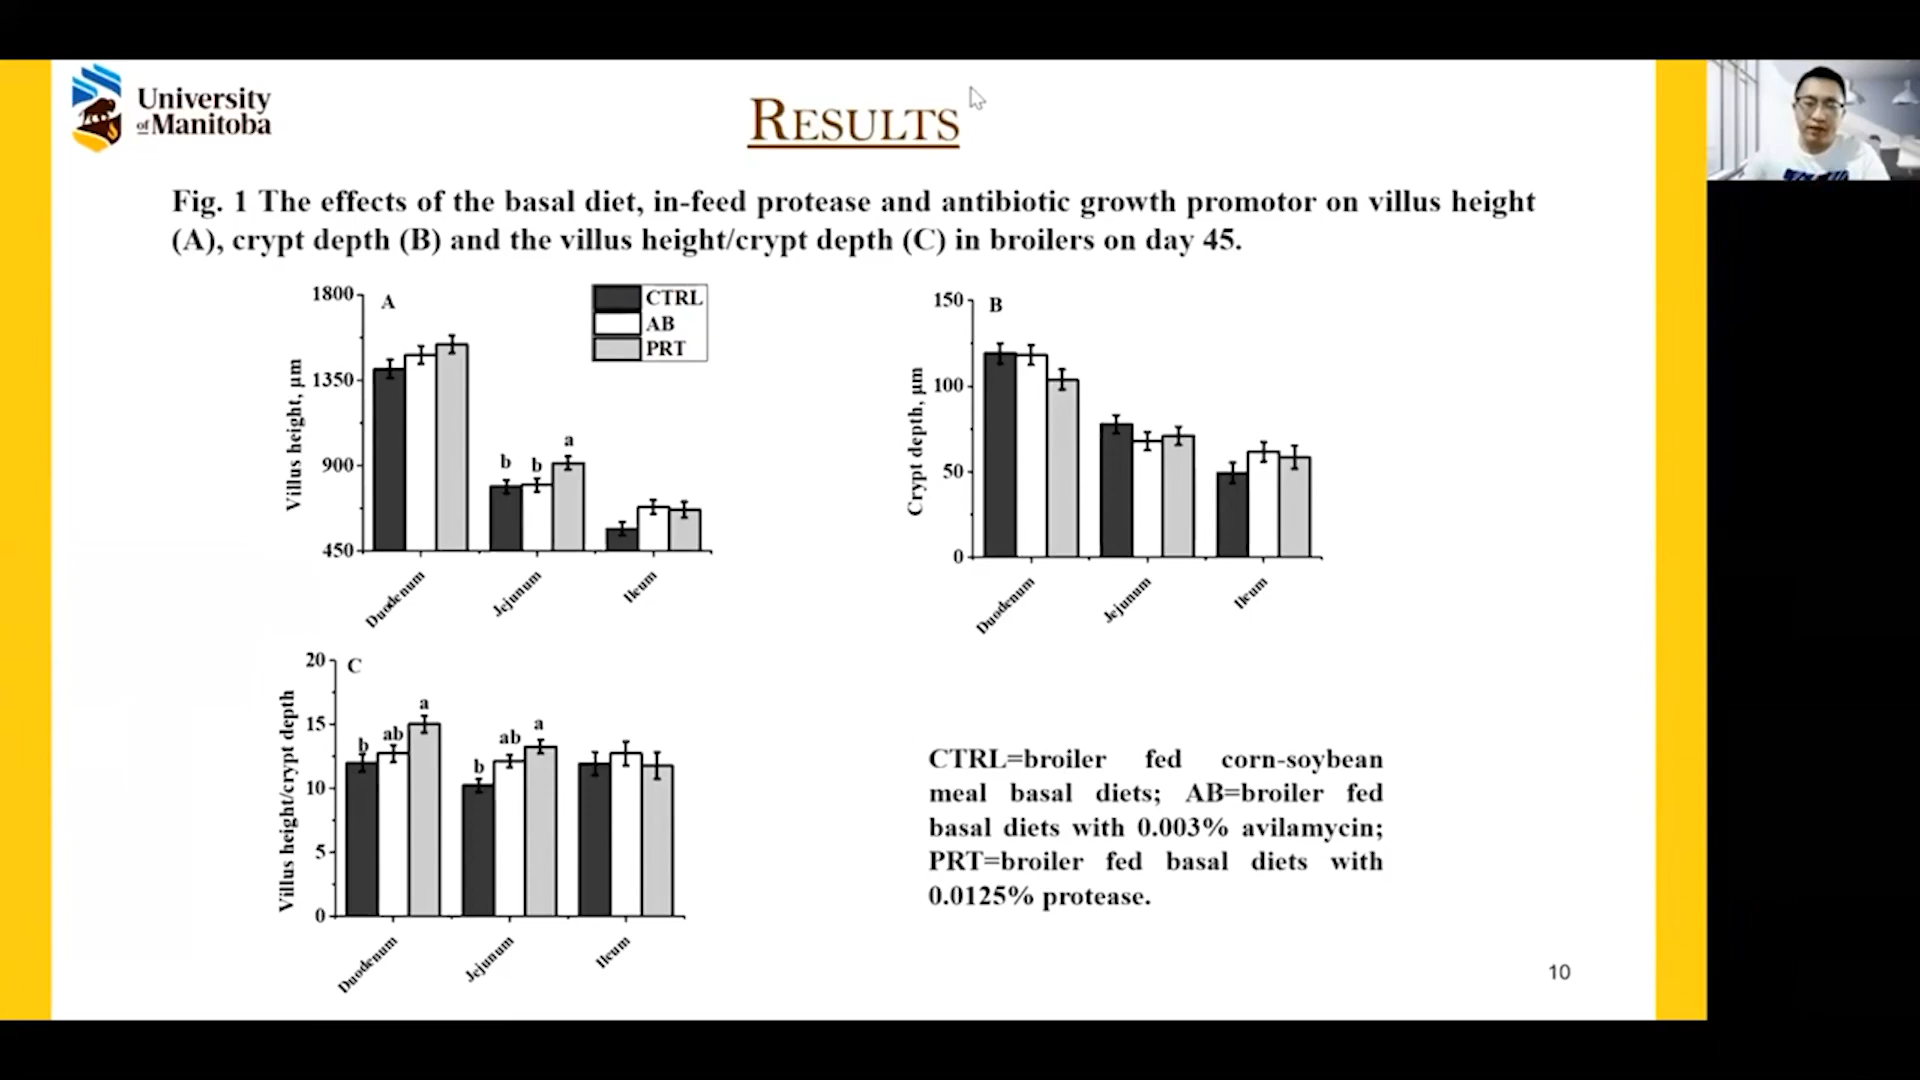 University
of Manitoba
RESULTS
Fig. 1 The effects of the basal diet, in-feed protease and antibiotic growth promotor on villus height
(A), crypt depth (B) and the villus height/crypt depth (C) in broilers on day 45.
A
CTRL
AB
PRT
1800
1350
900
450
Villus height, µm
b
b
a
Duodenum
Jejunum
Ileum
B
150
100
50
0
Crypt depth, µm
Duodenum
Jejunum
Ileum
C
20
15
10
5
0
Villus height/crypt depth
b
ab
a
b
ab
a
Duodenum
Jejunum
Ileum
CTRL=broiler fed corn-soybean
meal basal diets; AB=broiler fed
basal diets with 0.003% avilamycin;
PRT=broiler fed basal diets with
0.0125% protease.
10